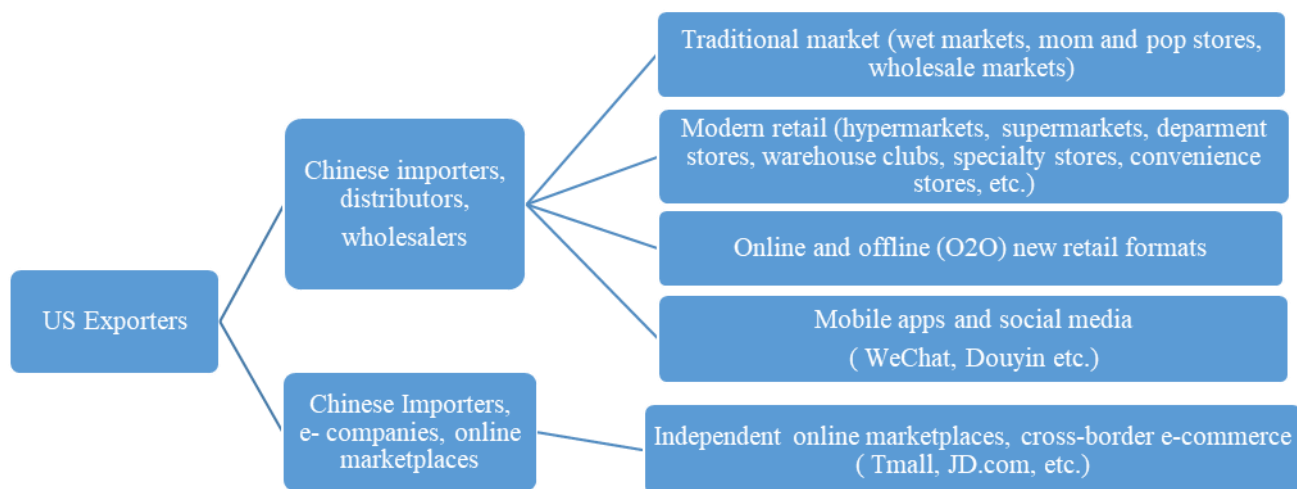 Traditional market (wet markets, mom and pop stores,
wholesale markets)
Modern retail (hypermarkets, supermarkets, deparment
stores, warehouse clubs, specialty stores, convenience
stores, etc.)
Chinese importers,
distributors,
wholesalers
Online and offline (O2O) new retail formats
US Exporters
Mobile apps and social media
( WeChat, Douyin etc.)
Chinese Importers,
e- companies, online
marketplaces
Independent online marketplaces, cross-border e-commerce
( Tmall, JD.com, etc.)